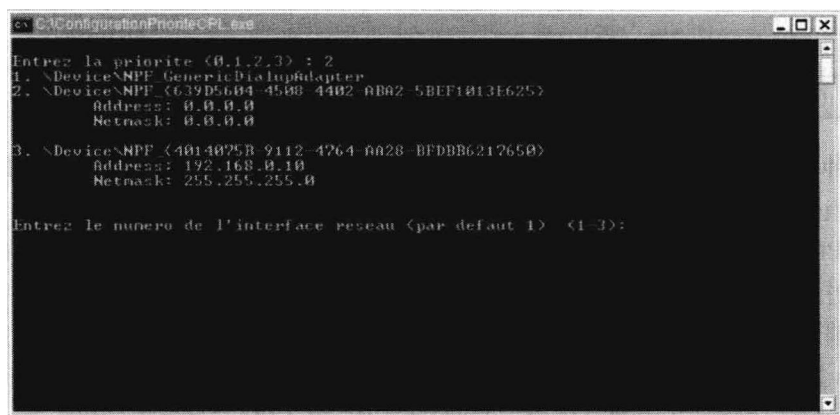 C:\ConfigurationPrioriteCPL.exe
Entrez la priorite (0,1,2,3) : 2
1. \Device\NPF_GenericDialupAdapter
2. \Device\NPF_{639D5604-4508-4402-ABA2-5BEF1013E625}
Address: 0.0.0.0
Netmask: 0.0.0.0
3. \Device\NPF_{4014075B-9112-4764-AA28-BFDBB6217650}
Address: 192.168.0.10
Netmask: 255.255.255.0
Entrez le numero de l'interface reseau (par defaut 1) (1-3):